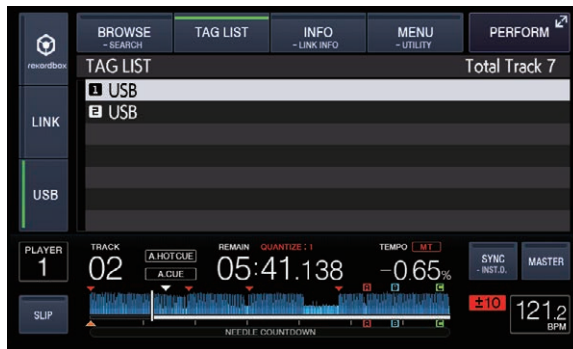 BROWSE TAG LIST INFO MENU PERFORM
- SEARCH - LINK INFO - UTILITY
rekordbox
TAG LIST Total Track 7
1 USB
2 USB
LINK
USB
PLAYER TRACK REMAIN QUANTIZE : 1 TEMPO MT
1 02 A.HOT CUE 05:41.138 -0.65% SYNC MASTER
A.CUE - INST.D.
A B C
SLIP ±10 121.2
BPM
A B C
NEEDLE COUNTDOWN